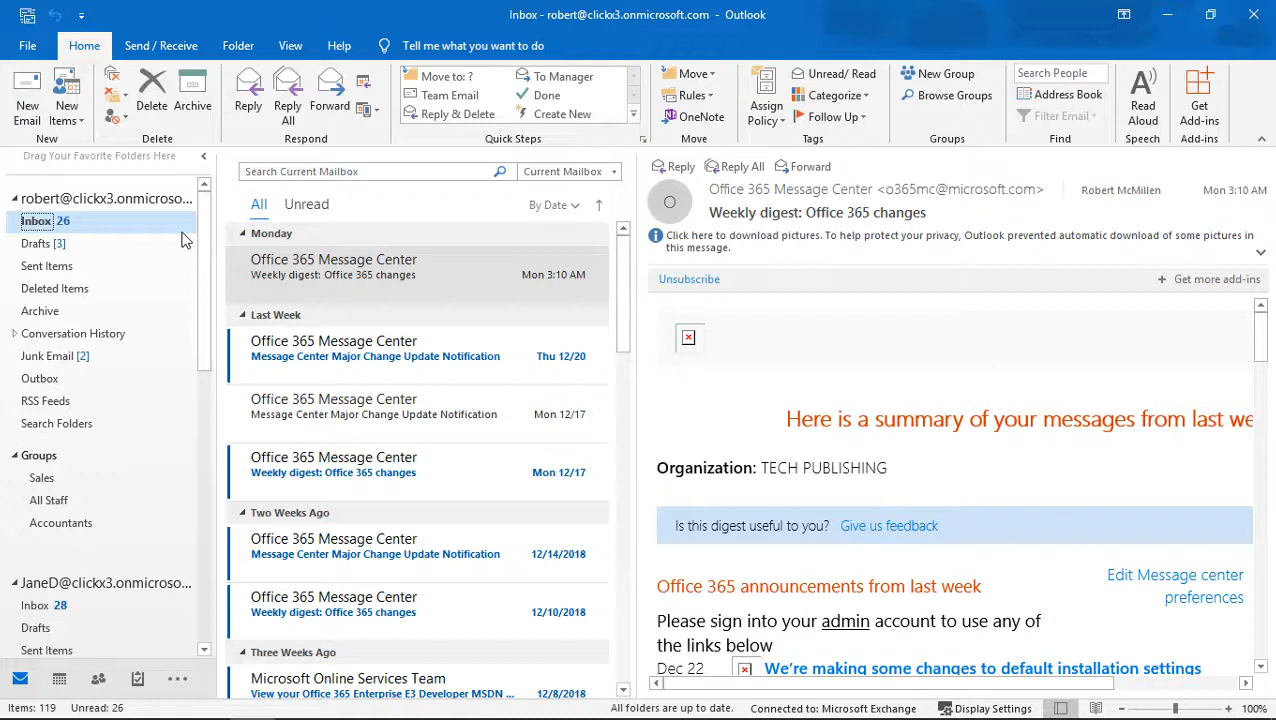 Inbox - robert@clickx3.onmicrosoft.com - Outlook
File Home Send / Receive Folder View Help Tell me what you want to do
New Email
New Items
New
Delete
Archive
Delete
Reply
Reply All
Forward
Respond
Move to: ? To Manager
Team Email Done
Reply & Delete Create New
Quick Steps
Move
Rules
OneNote
Move
Assign Policy
Unread/ Read
Categorize
Follow Up
Tags
New Group
Browse Groups
Groups
Search People
Address Book
Filter Email
Find
Read Aloud
Speech
Get Add-ins
Add-ins
Drag Your Favorite Folders Here
robert@clickx3.onmicroso...
Inbox 26
Drafts [3]
Sent Items
Deleted Items
Archive
Conversation History
Junk Email [2]
Outbox
RSS Feeds
Search Folders
Groups
Sales
All Staff
Accountants
JaneD@clickx3.onmicroso...
Inbox 28
Drafts
Sent Items
Search Current Mailbox Current Mailbox
All Unread By Date
Monday
Office 365 Message Center
Weekly digest: Office 365 changes Mon 3:10 AM
Last Week
Office 365 Message Center
Message Center Major Change Update Notification Thu 12/20
Office 365 Message Center
Message Center Major Change Update Notification Mon 12/17
Office 365 Message Center
Weekly digest: Office 365 changes Mon 12/17
Two Weeks Ago
Office 365 Message Center
Message Center Major Change Update Notification 12/14/2018
Office 365 Message Center
Weekly digest: Office 365 changes 12/10/2018
Three Weeks Ago
Microsoft Online Services Team
View your Office 365 Enterprise E3 Developer MSDN ... 12/8/2018
Reply Reply All Forward
O
Office 365 Message Center <o365mc@microsoft.com> Robert McMillen Mon 3:10 AM
Weekly digest: Office 365 changes
Click here to download pictures. To help protect your privacy, Outlook prevented automatic download of some pictures in
this message.
Unsubscribe Get more add-ins
Here is a summary of your messages from last we
Organization: TECH PUBLISHING
Is this digest useful to you? Give us feedback
Edit Message center
preferences
Office 365 announcements from last week
Please sign into your admin account to use any of
the links below
Dec 22 We're making some changes to default installation settings
Items: 119 Unread: 26 All folders are up to date. Connected to: Microsoft Exchange Display Settings 100%